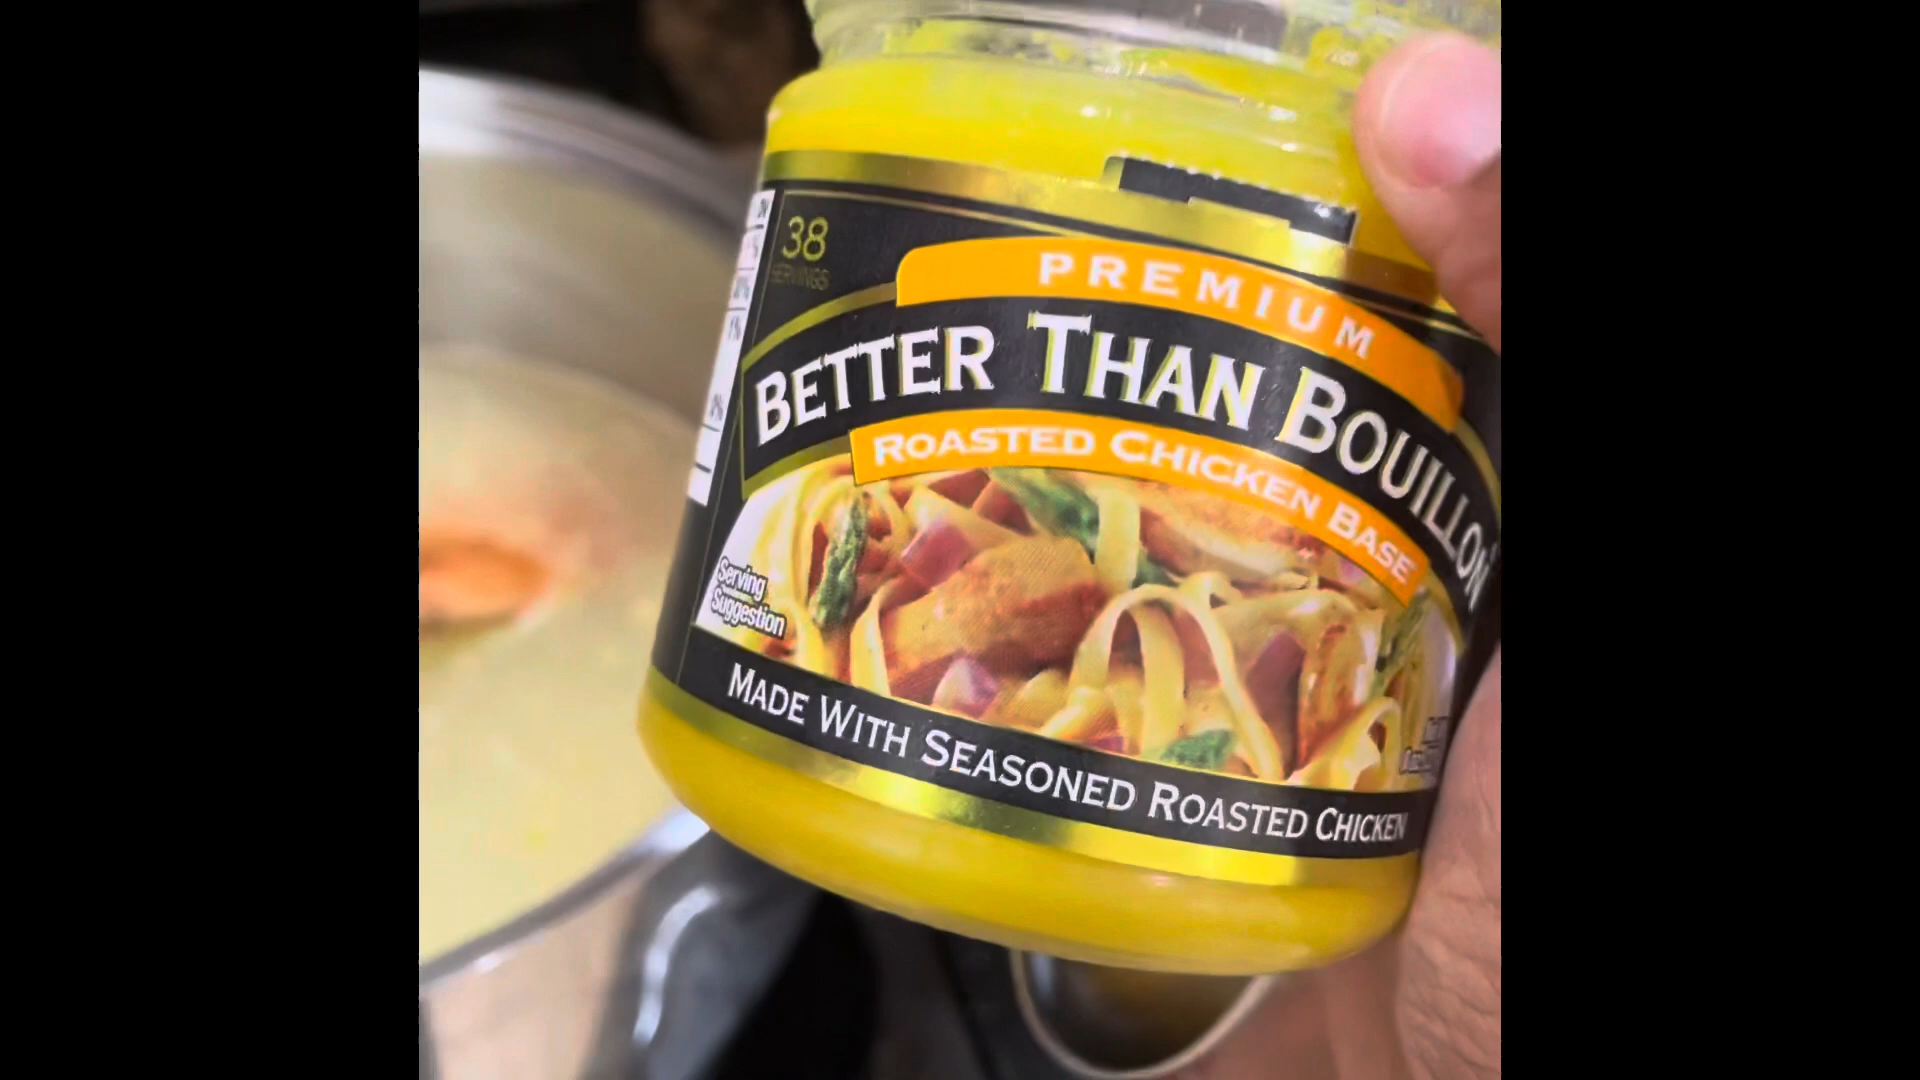 38
SERVINGS
PREMIUM
BETTER THAN BOUILLON
ROASTED CHICKEN BASE
Serving
Suggestion
MADE WITH SEASONED ROASTED CHICKEN